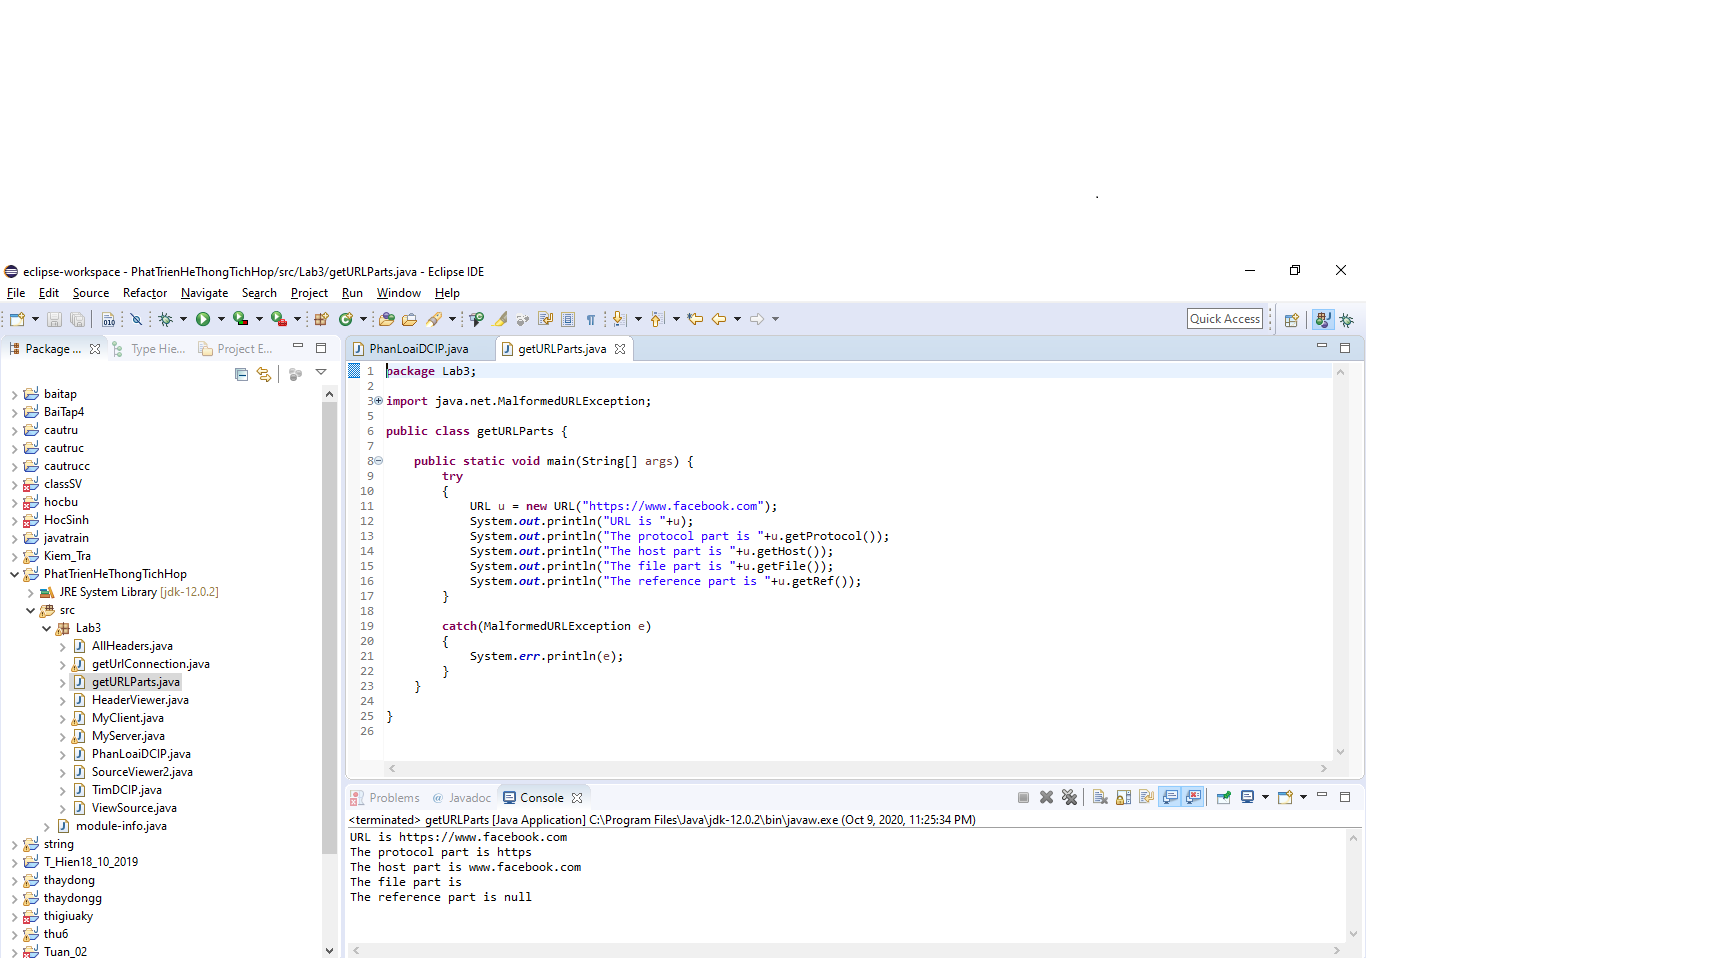 eclipse-workspace - PhatTrienHeThongTichHop/src/Lab3/getURLParts.java - Eclipse IDE
File Edit Source Refactor Navigate Search Project Run Window Help
Quick Access
Package ... Type Hie... Project E...
baitap
BaiTap4
cautru
cautruc
cautrucc
classSV
hocbu
HocSinh
javatrain
Kiem_Tra
PhatTrienHeThongTichHop
JRE System Library [jdk-12.0.2]
src
Lab3
AllHeaders.java
getUrlConnection.java
getURLParts.java
HeaderViewer.java
MyClient.java
MyServer.java
PhanLoaiDCIP.java
SourceViewer2.java
TimDCIP.java
ViewSource.java
module-info.java
string
T_Hien18_10_2019
thaydong
thaydongg
thigiuaky
thu6
Tuan_02
PhanLoaiDCIP.java getURLParts.java
1 package Lab3;
2
3 import java.net.MalformedURLException;
5
6 public class getURLParts {
7
8 public static void main(String[] args) {
9 try
10 {
11 URL u = new URL("https://www.facebook.com");
12 System.out.println("URL is "+u);
13 System.out.println("The protocol part is "+u.getProtocol());
14 System.out.println("The host part is "+u.getHost());
15 System.out.println("The file part is "+u.getFile());
16 System.out.println("The reference part is "+u.getRef());
17 }
18
19 catch(MalformedURLException e)
20 {
21 System.err.println(e);
22 }
23 }
24
25 }
26
Problems @ Javadoc Console
<terminated> getURLParts [Java Application] C:\Program Files\Java\jdk-12.0.2\bin\javaw.exe (Oct 9, 2020, 11:25:34 PM)
URL is https://www.facebook.com
The protocol part is https
The host part is www.facebook.com
The file part is
The reference part is null